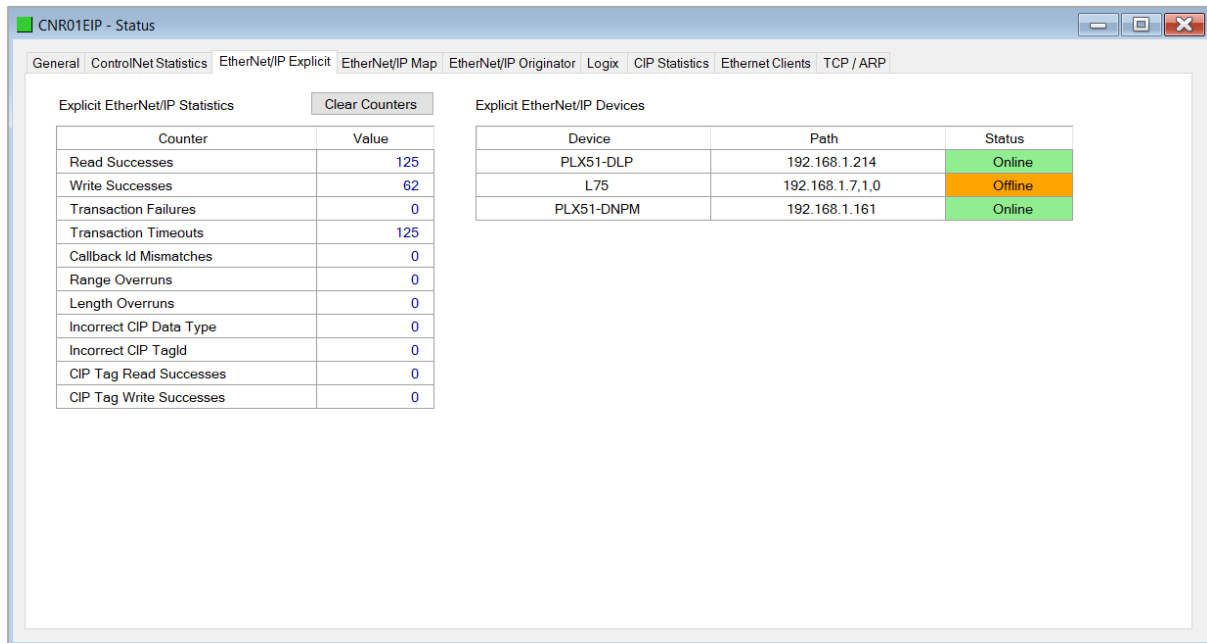 CNR01EIP - Status
General ControlNet Statistics EtherNet/IP Explicit EtherNet/IP Map EtherNet/IP Originator Logix CIP Statistics Ethernet Clients TCP / ARP
Explicit EtherNet/IP Statistics Clear Counters
Counter Value
Read Successes 125
Write Successes 62
Transaction Failures 0
Transaction Timeouts 125
Callback Id Mismatches 0
Range Overruns 0
Length Overruns 0
Incorrect CIP Data Type 0
Incorrect CIP TagId 0
CIP Tag Read Successes 0
CIP Tag Write Successes 0
Explicit EtherNet/IP Devices
Device Path Status
PLX51-DLP 192.168.1.214 Online
L75 192.168.1.7,1,0 Offline
PLX51-DNPM 192.168.1.161 Online